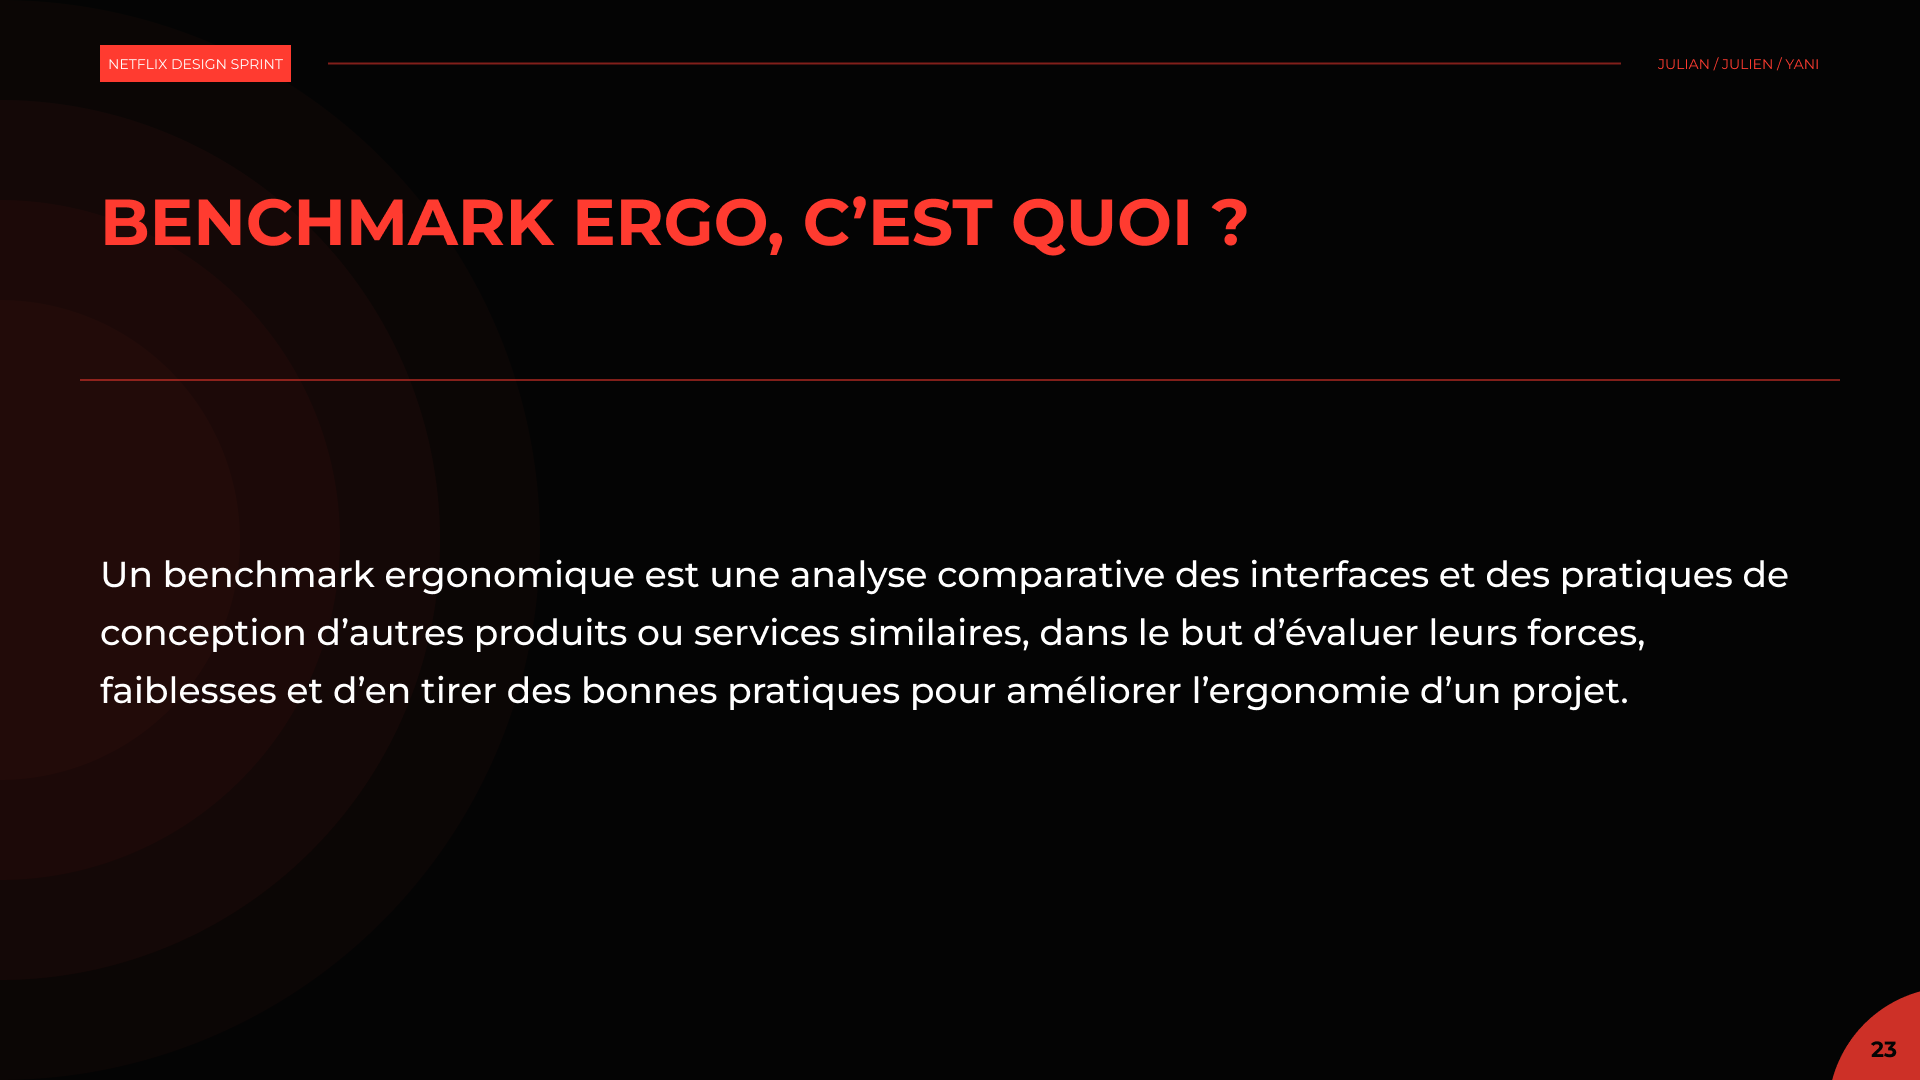 NETFLIX DESIGN SPRINT
JULIAN / JULIEN / YANI
BENCHMARK ERGO, C’EST QUOI ?
Un benchmark ergonomique est une analyse comparative des interfaces et des pratiques de
conception d’autres produits ou services similaires, dans le but d’évaluer leurs forces,
faiblesses et d’en tirer des bonnes pratiques pour améliorer l’ergonomie d’un projet.
23